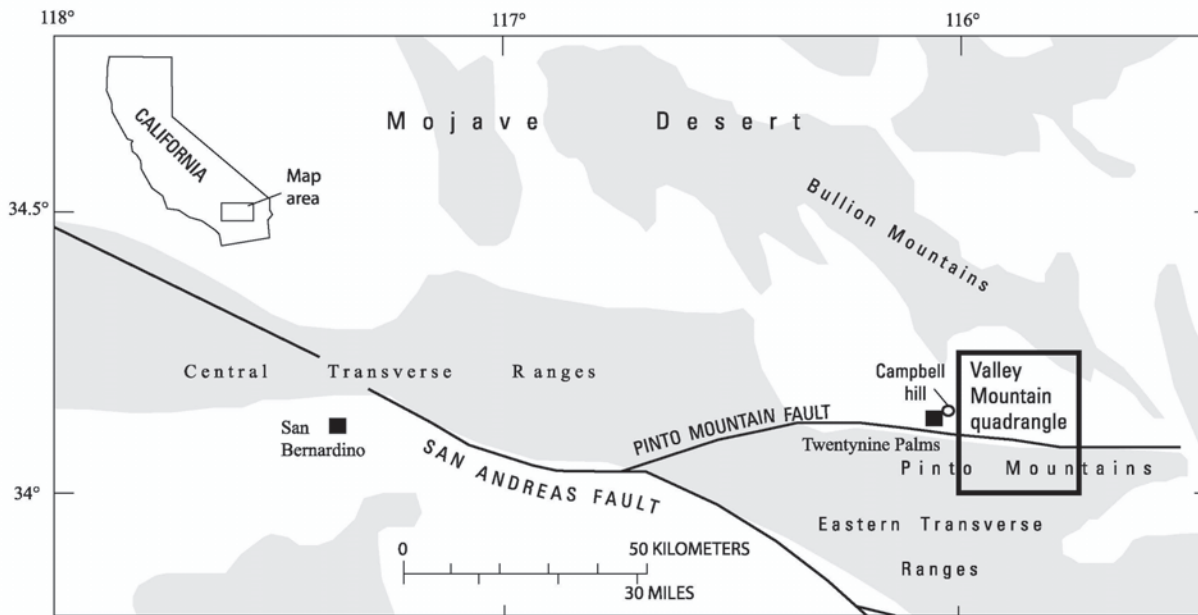 118°
117°
116°
CALIFORNIA
Map
area
Mojave Desert
34.5°
Bullion Mountains
Central Transverse Ranges
San
Bernardino
SAN ANDREAS FAULT
PINTO MOUNTAIN FAULT
Campbell
hill
Twentynine Palms
Valley
Mountain
quadrangle
Pinto Mountains
34°
Eastern Transverse
Ranges
0 50 KILOMETERS
30 MILES